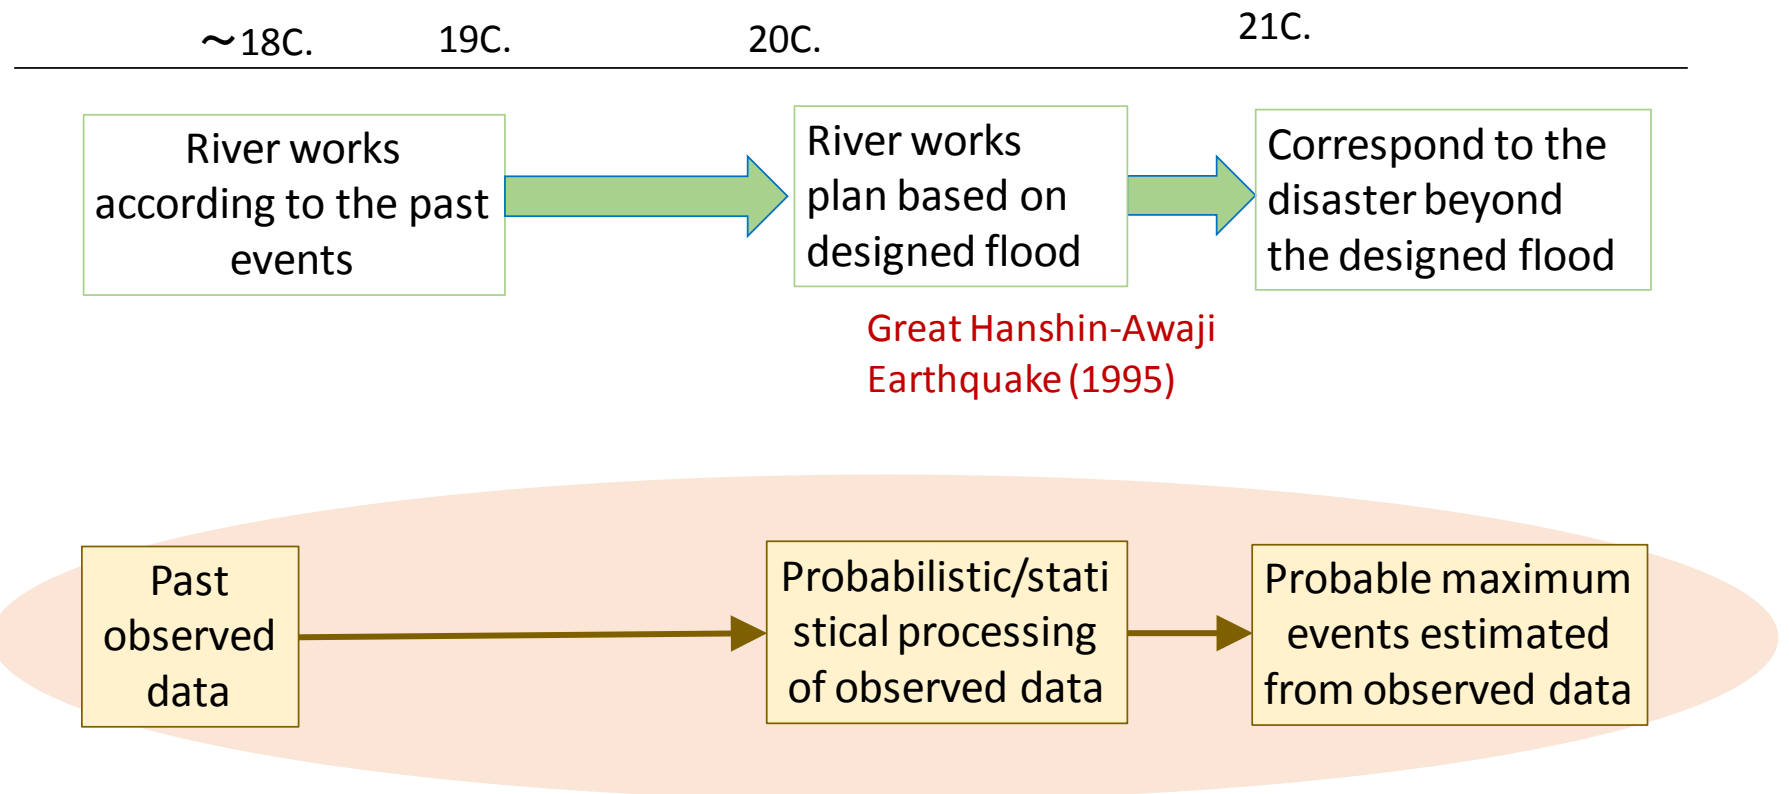 ～18C.
19C.
20C.
21C.
River works
according to the past
events
River works
plan based on
designed flood
Correspond to the
disaster beyond
the designed flood
Great Hanshin-Awaji
Earthquake (1995)
Past
observed
data
Probabilistic/stati
stical processing
of observed data
Probable maximum
events estimated
from observed data